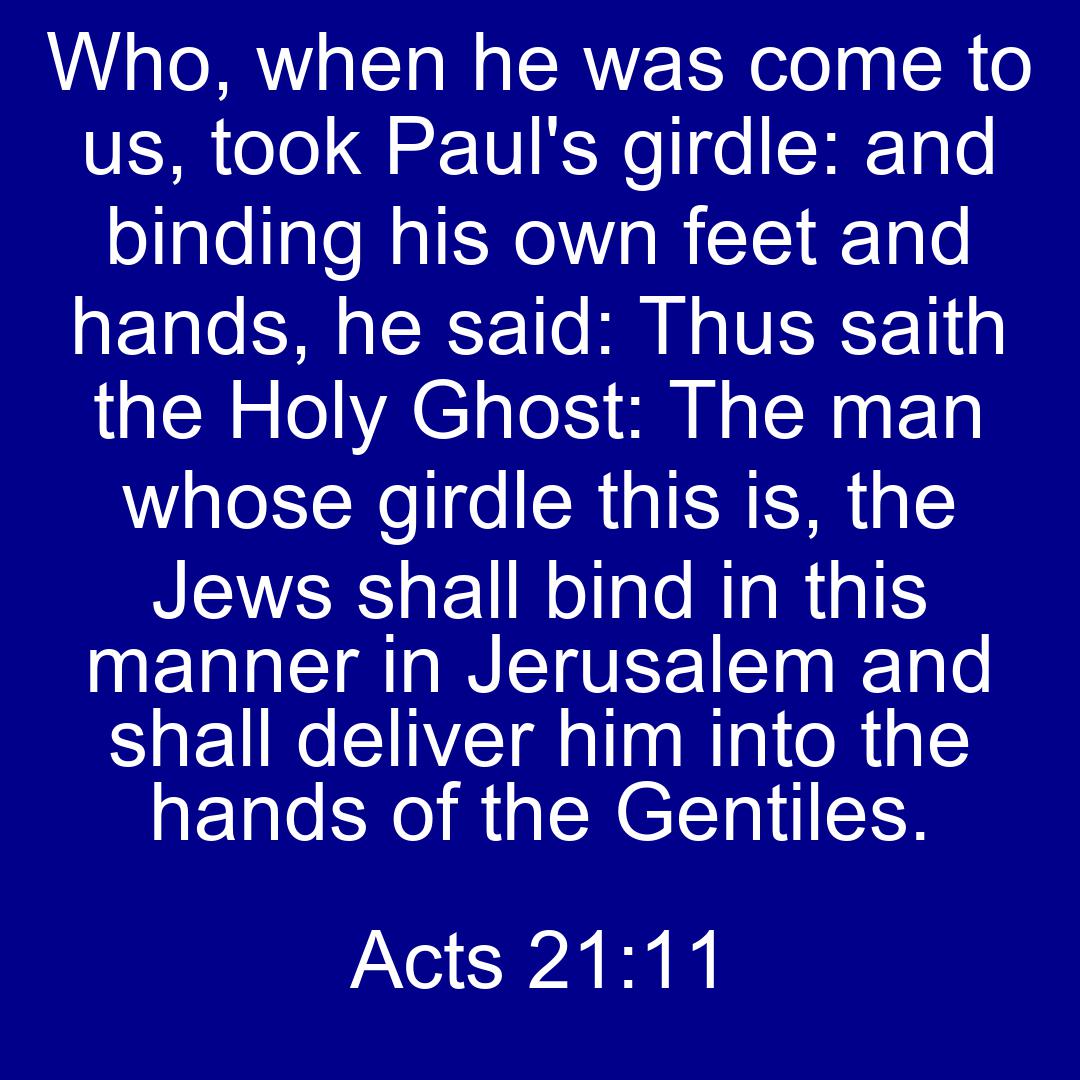 Who, when he was come to
us, took Paul's girdle: and
binding his own feet and
hands, he said: Thus saith
the Holy Ghost: The man
whose girdle this is, the
Jews shall bind in this
manner in Jerusalem and
shall deliver him into the
hands of the Gentiles.
Acts 21:11